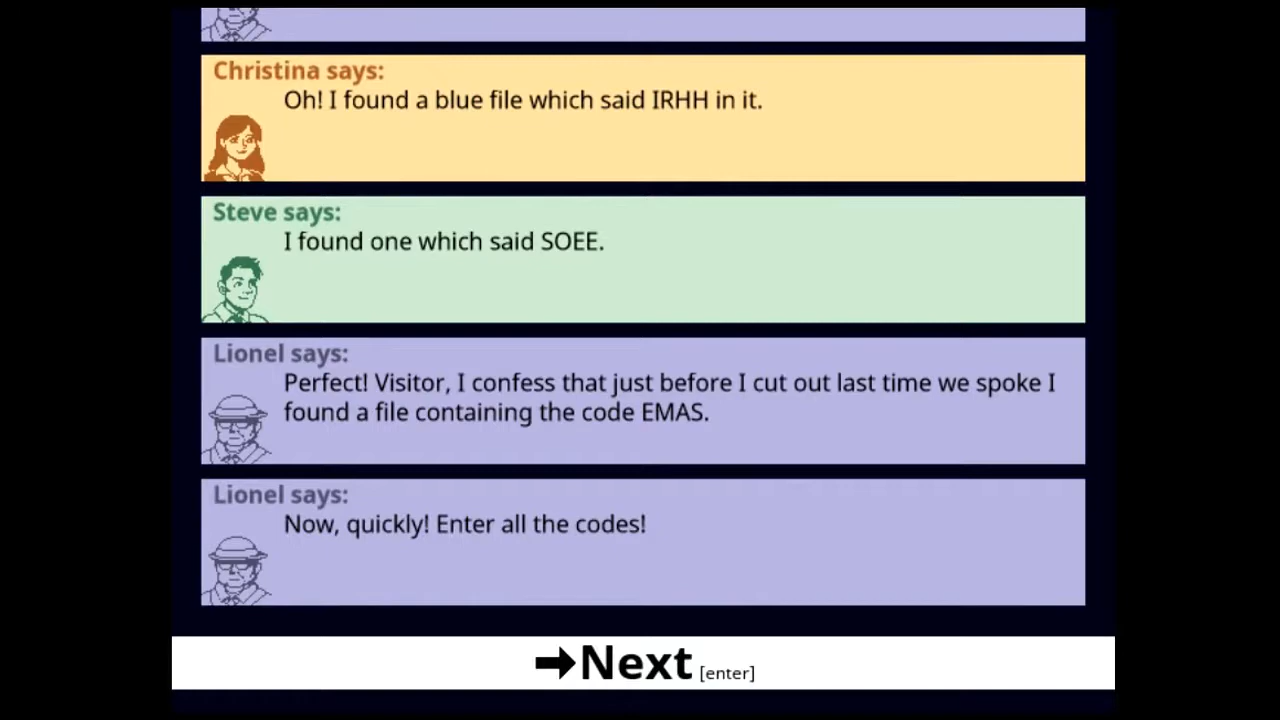 Christina says:
Oh! I found a blue file which said IRHH in it.
Steve says:
I found one which said SOEE.
Lionel says:
Perfect! Visitor, I confess that just before I cut out last time we spoke I
found a file containing the code EMAS.
Lionel says:
Now, quickly! Enter all the codes!
➡Next [enter]